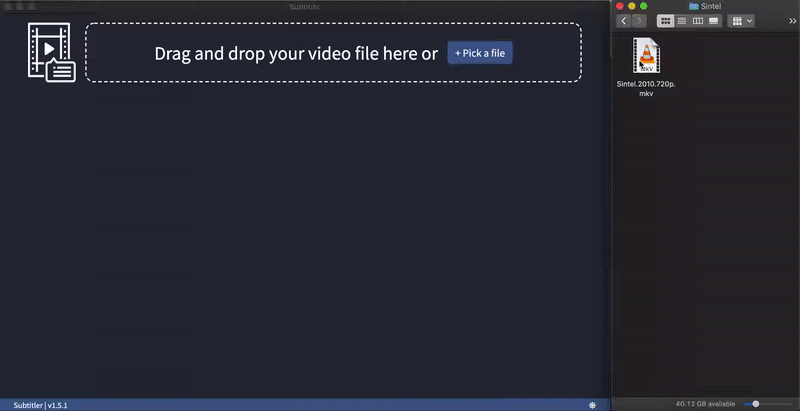 Subtitler
Drag and drop your video file here or
+ Pick a file
Subtitler | v1.5.1
Sintel
MKV
Sintel.2010.720p.
mkv
40.12 GB available